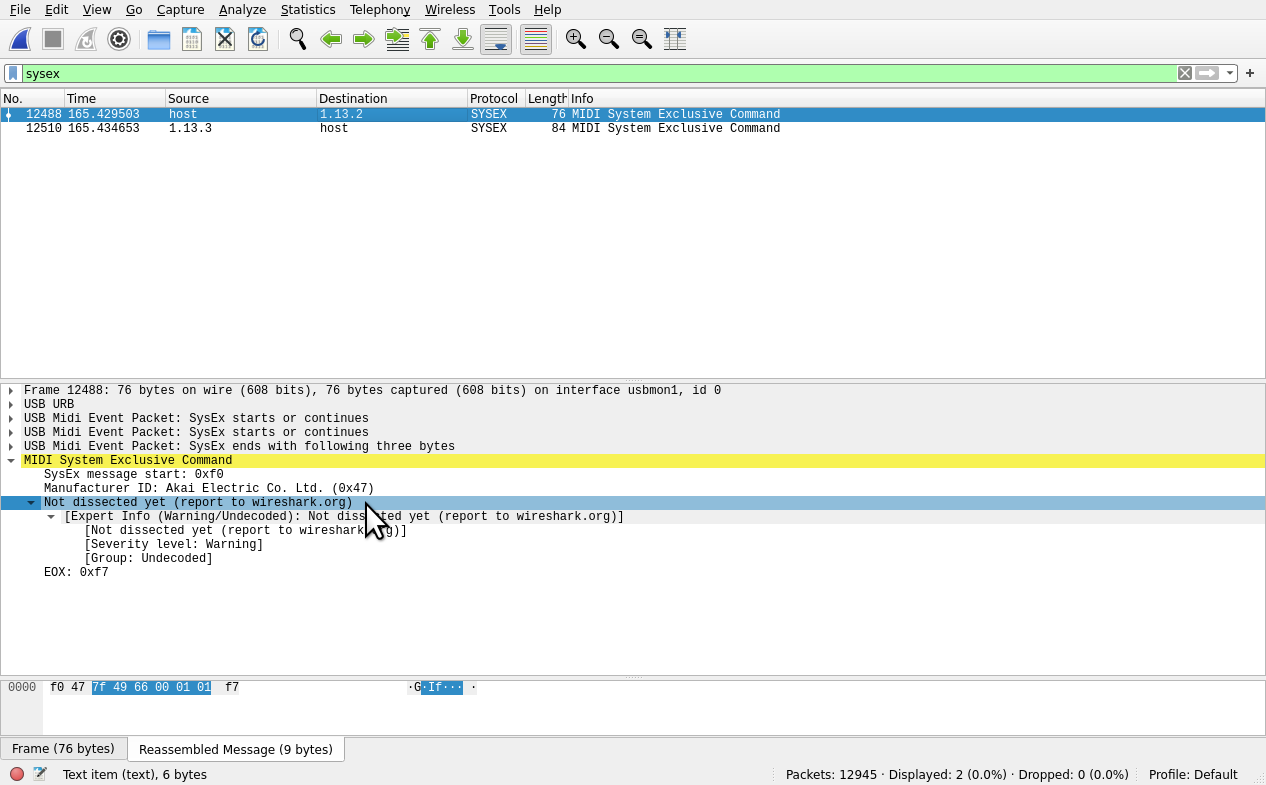 File Edit View Go Capture Analyze Statistics Telephony Wireless Tools Help
sysex
No. Time Source Destination Protocol Length Info
12488 165.429503 host 1.13.2 SYSEX 76 MIDI System Exclusive Command
12510 165.434653 1.13.3 host SYSEX 84 MIDI System Exclusive Command
Frame 12488: 76 bytes on wire (608 bits), 76 bytes captured (608 bits) on interface usbmon1, id 0
USB URB
USB Midi Event Packet: SysEx starts or continues
USB Midi Event Packet: SysEx starts or continues
USB Midi Event Packet: SysEx ends with following three bytes
MIDI System Exclusive Command
SysEx message start: 0xf0
Manufacturer ID: Akai Electric Co. Ltd. (0x47)
Not dissected yet (report to wireshark.org)
[Expert Info (Warning/Undecoded): Not dissected yet (report to wireshark.org)]
[Not dissected yet (report to wireshark.org)]
[Severity level: Warning]
[Group: Undecoded]
EOX: 0xf7
0000 f0 47 7f 49 66 00 01 01 f7 ·G·If··· ·
Frame (76 bytes) Reassembled Message (9 bytes)
Text item (text), 6 bytes Packets: 12945 · Displayed: 2 (0.0%) · Dropped: 0 (0.0%) Profile: Default